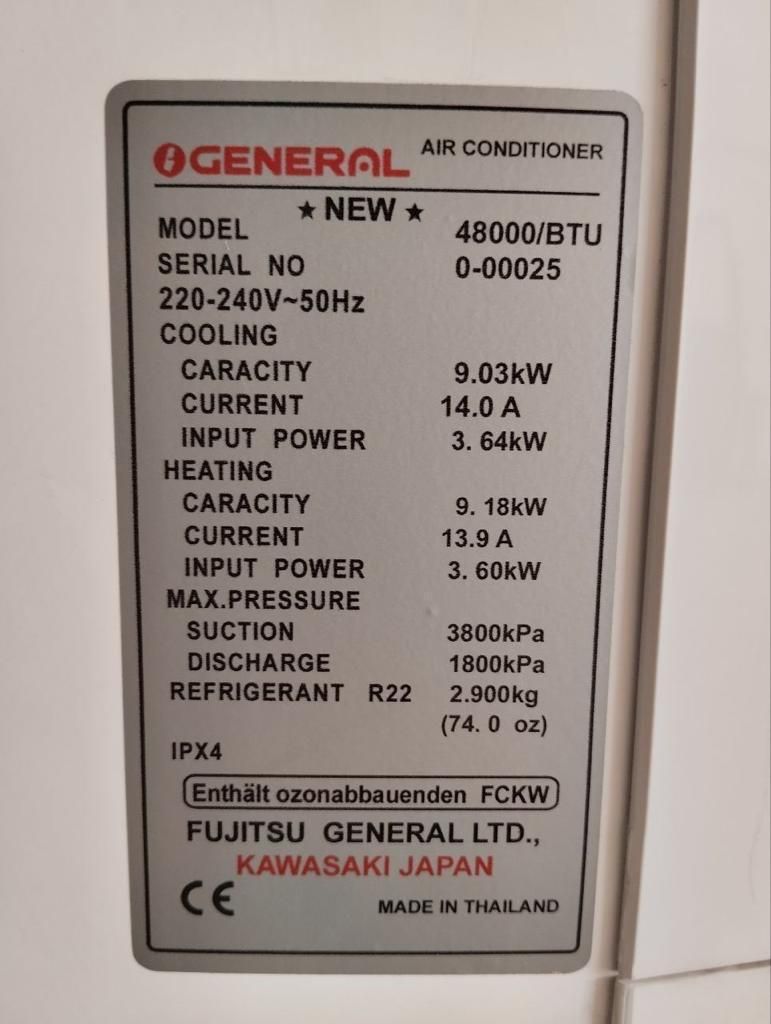 GENERAL AIR CONDITIONER
★ NEW ★
MODEL 48000/BTU
SERIAL NO 0-00025
220-240V~50Hz
COOLING
CARACITY 9.03kW
CURRENT 14.0 A
INPUT POWER 3. 64kW
HEATING
CARACITY 9. 18kW
CURRENT 13.9 A
INPUT POWER 3. 60kW
MAX.PRESSURE
SUCTION 3800kPa
DISCHARGE 1800kPa
REFRIGERANT R22 2.900kg
(74. 0 oz)
IPX4
Enthält ozonabbauenden FCKW
FUJITSU GENERAL LTD.,
KAWASAKI JAPAN
CE MADE IN THAILAND